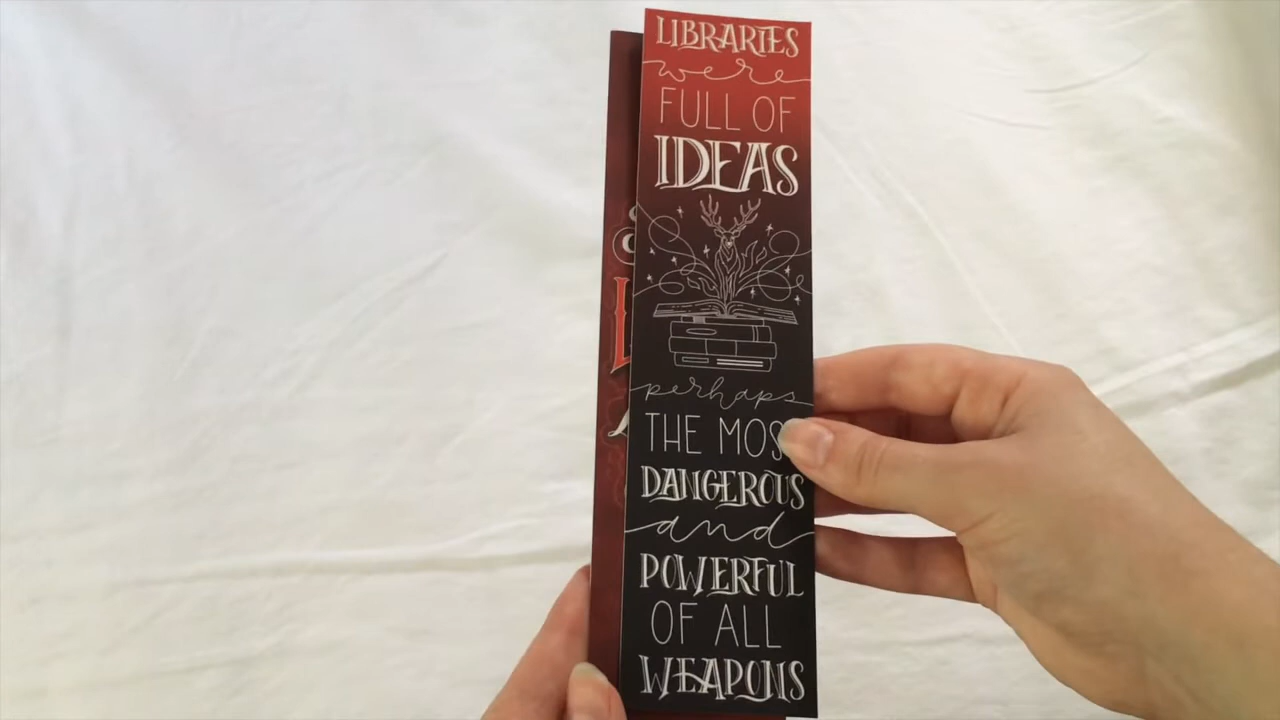 LIBRARIES
were
FULL OF
IDEAS
perhaps
THE MOST
DANGEROUS
and
POWERFUL
OF ALL
WEAPONS